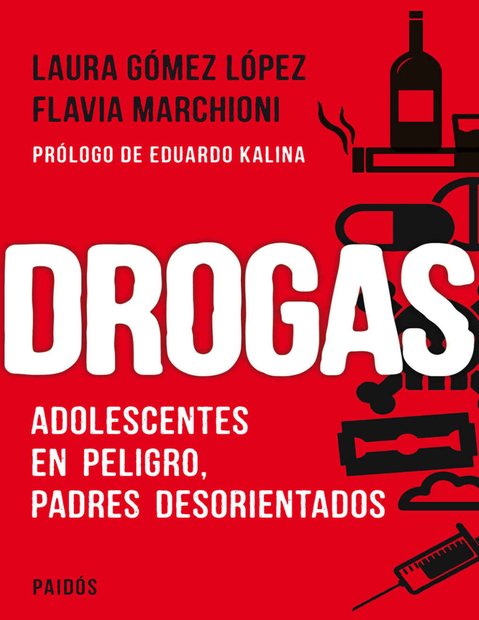 LAURA GÓMEZ LÓPEZ
FLAVIA MARCHIONI
PRÓLOGO DE EDUARDO KALINA
DROGAS
ADOLESCENTES
EN PELIGRO,
PADRES DESORIENTADOS
PAIDÓS